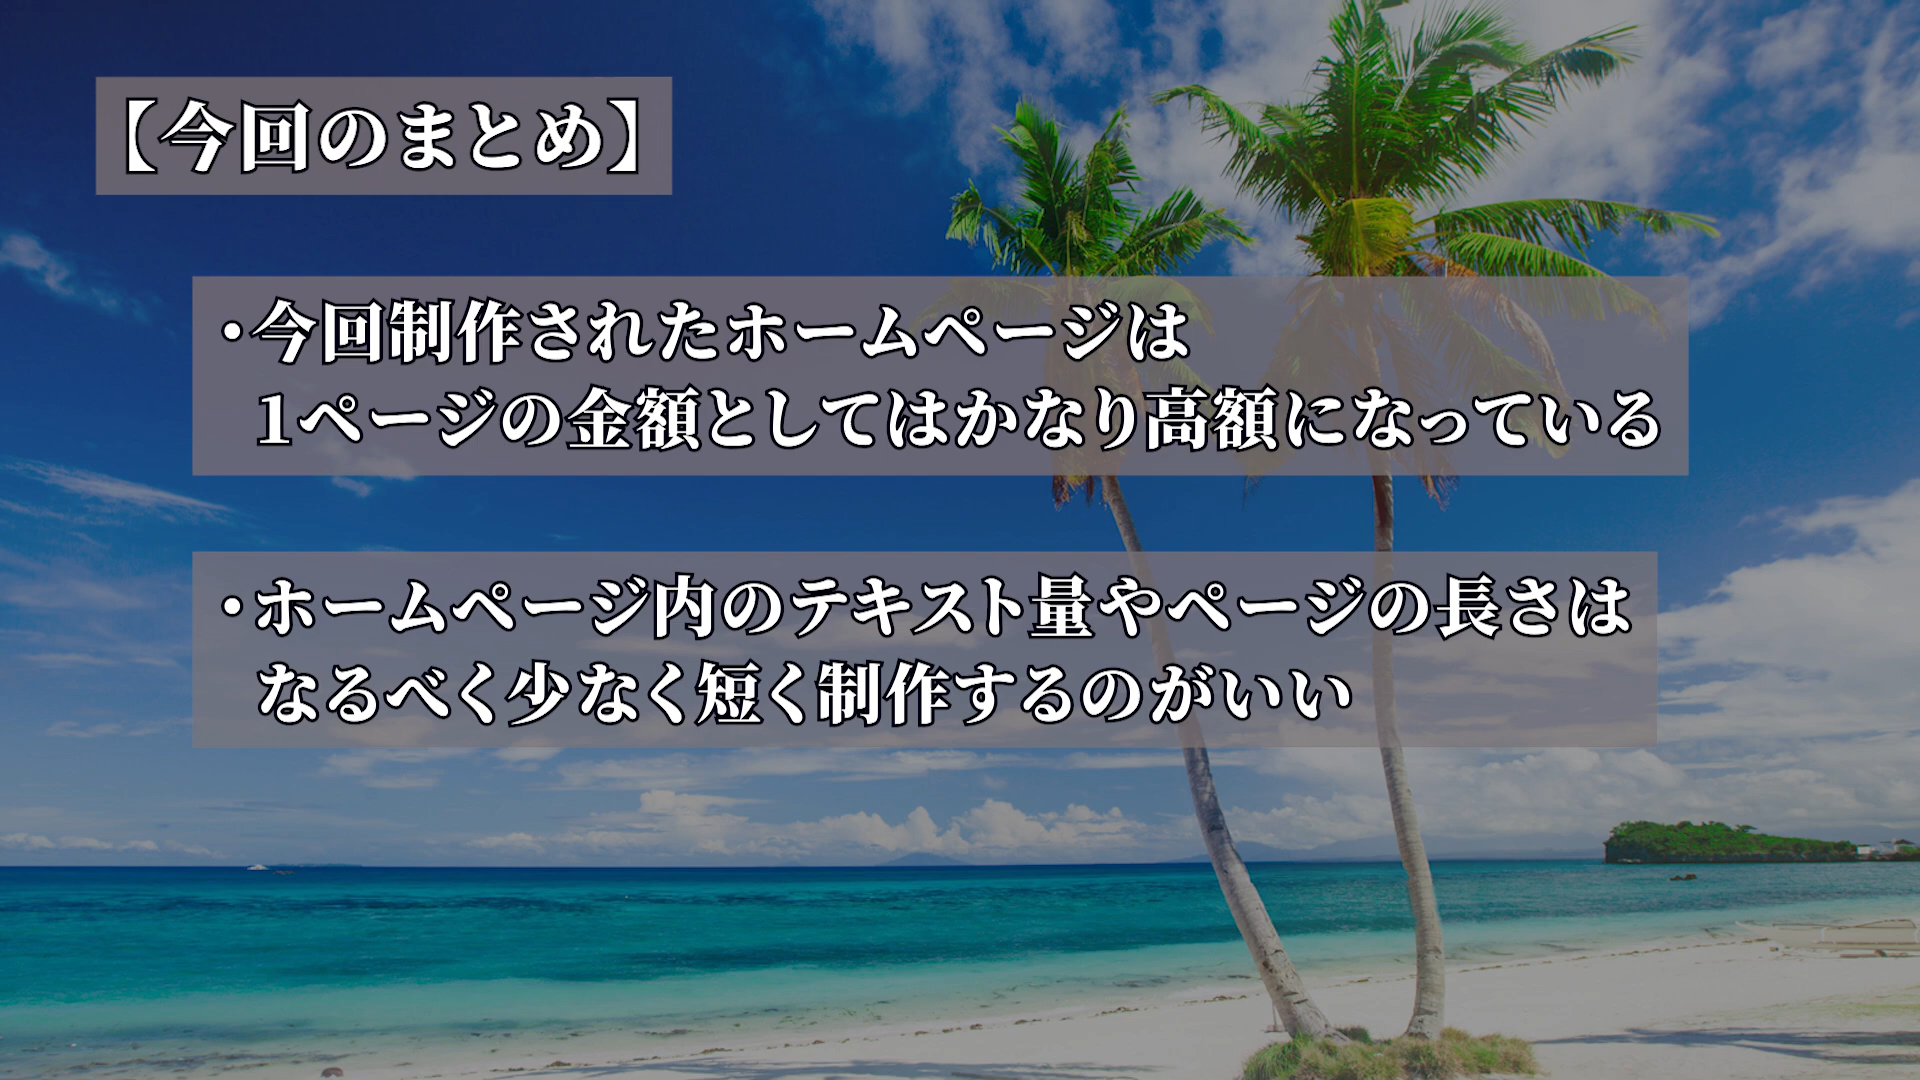 【今回のまとめ】
・今回制作されたホームページは
1ページの金額としてはかなり高額になっている
・ホームページ内のテキスト量やページの長さは
なるべく少なく短く制作するのがいい